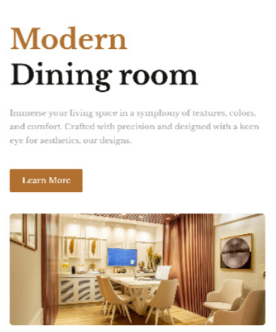 Modern
Dining room
Immerse your living space in a symphony of textures, colors,
and comfort. Crafted with precision and designed with a keen
eye for aesthetics, our designs.
Learn More